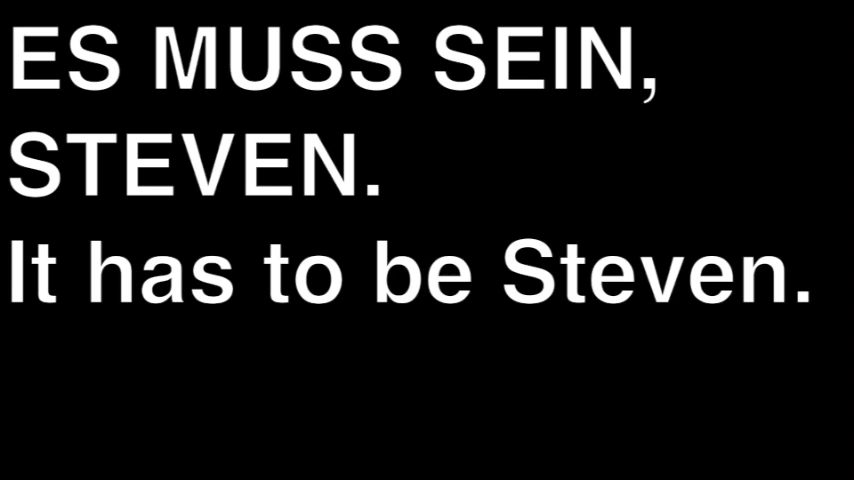 ES MUSS SEIN,
STEVEN.
It has to be Steven.